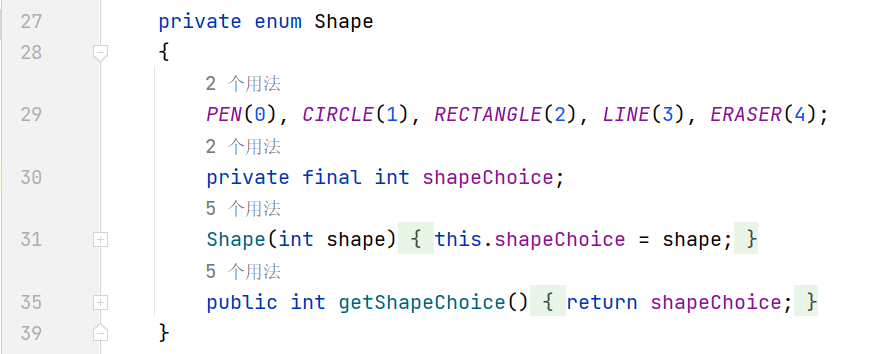 27 private enum Shape
28 {
2 个用法
29 PEN(0), CIRCLE(1), RECTANGLE(2), LINE(3), ERASER(4);
2 个用法
30 private final int shapeChoice;
5 个用法
31 Shape(int shape) { this.shapeChoice = shape; }
5 个用法
35 public int getShapeChoice() { return shapeChoice; }
39 }